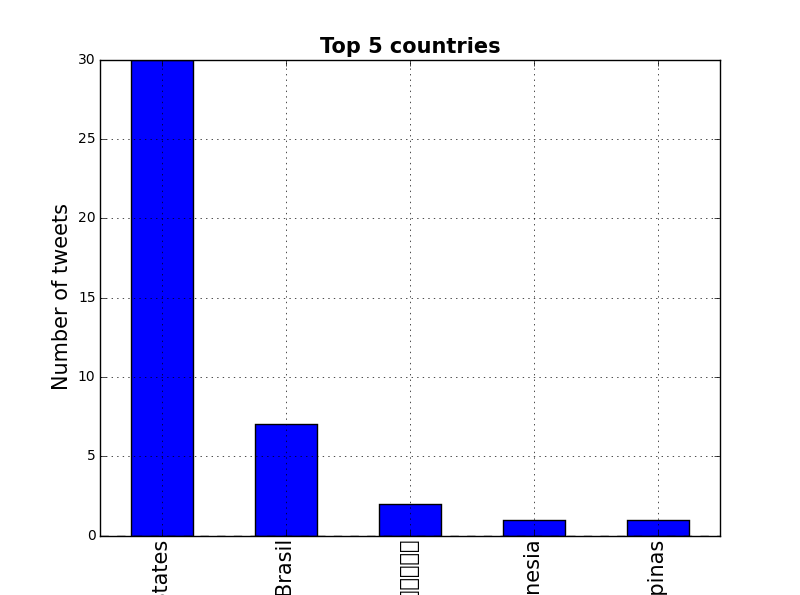 Top 5 countries
Number of tweets
30
25
20
15
10
5
0
tates
Brasil
nesia
pinas